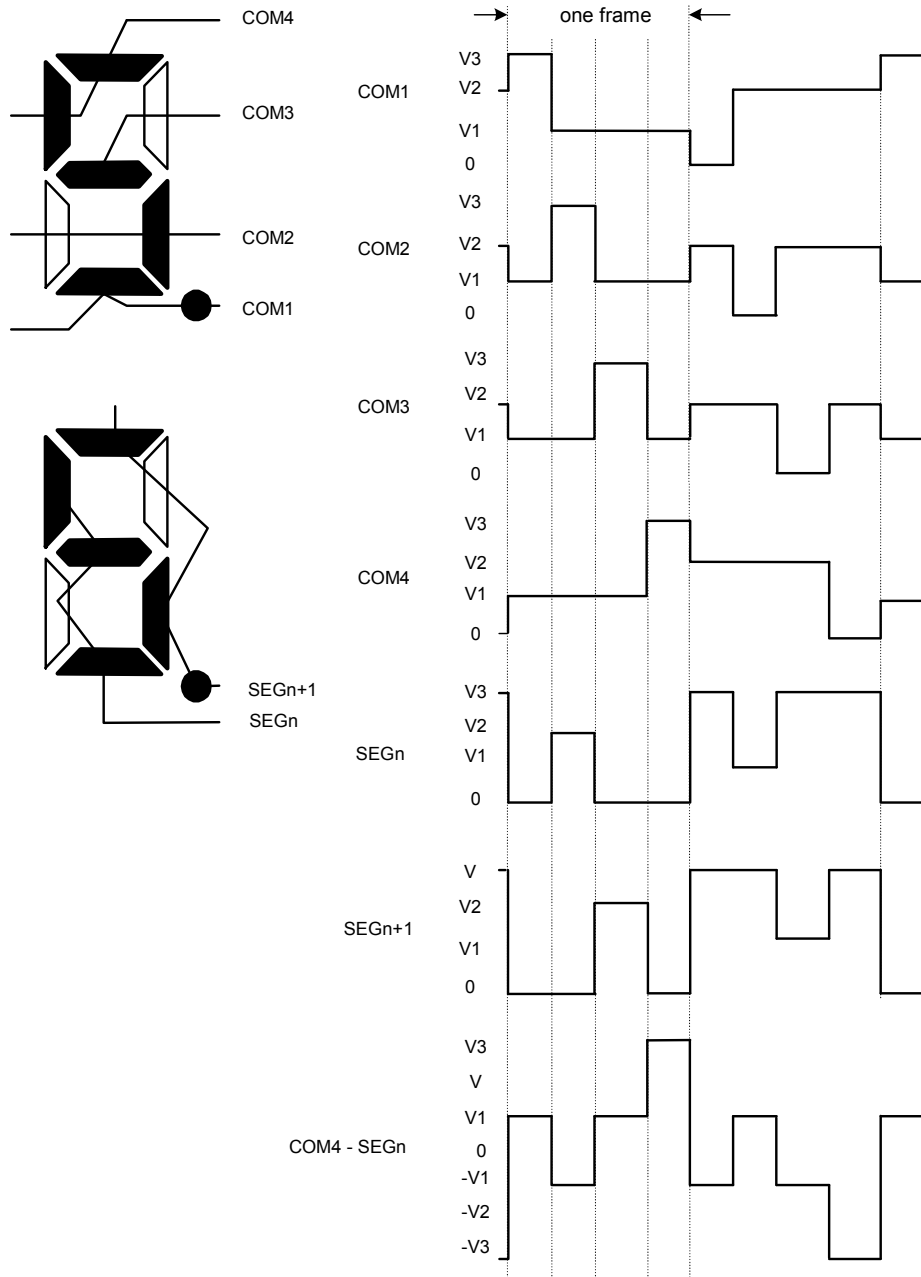 COM4
COM3
COM2
COM1
SEGn+1
SEGn
one frame
COM1
V3
V2
V1
0
COM2
V3
V2
V1
0
COM3
V3
V2
V1
0
COM4
V3
V2
V1
0
SEGn
V3
V2
V1
0
SEGn+1
V
V2
V1
0
COM4 - SEGn
V3
V
V1
0
-V1
-V2
-V3